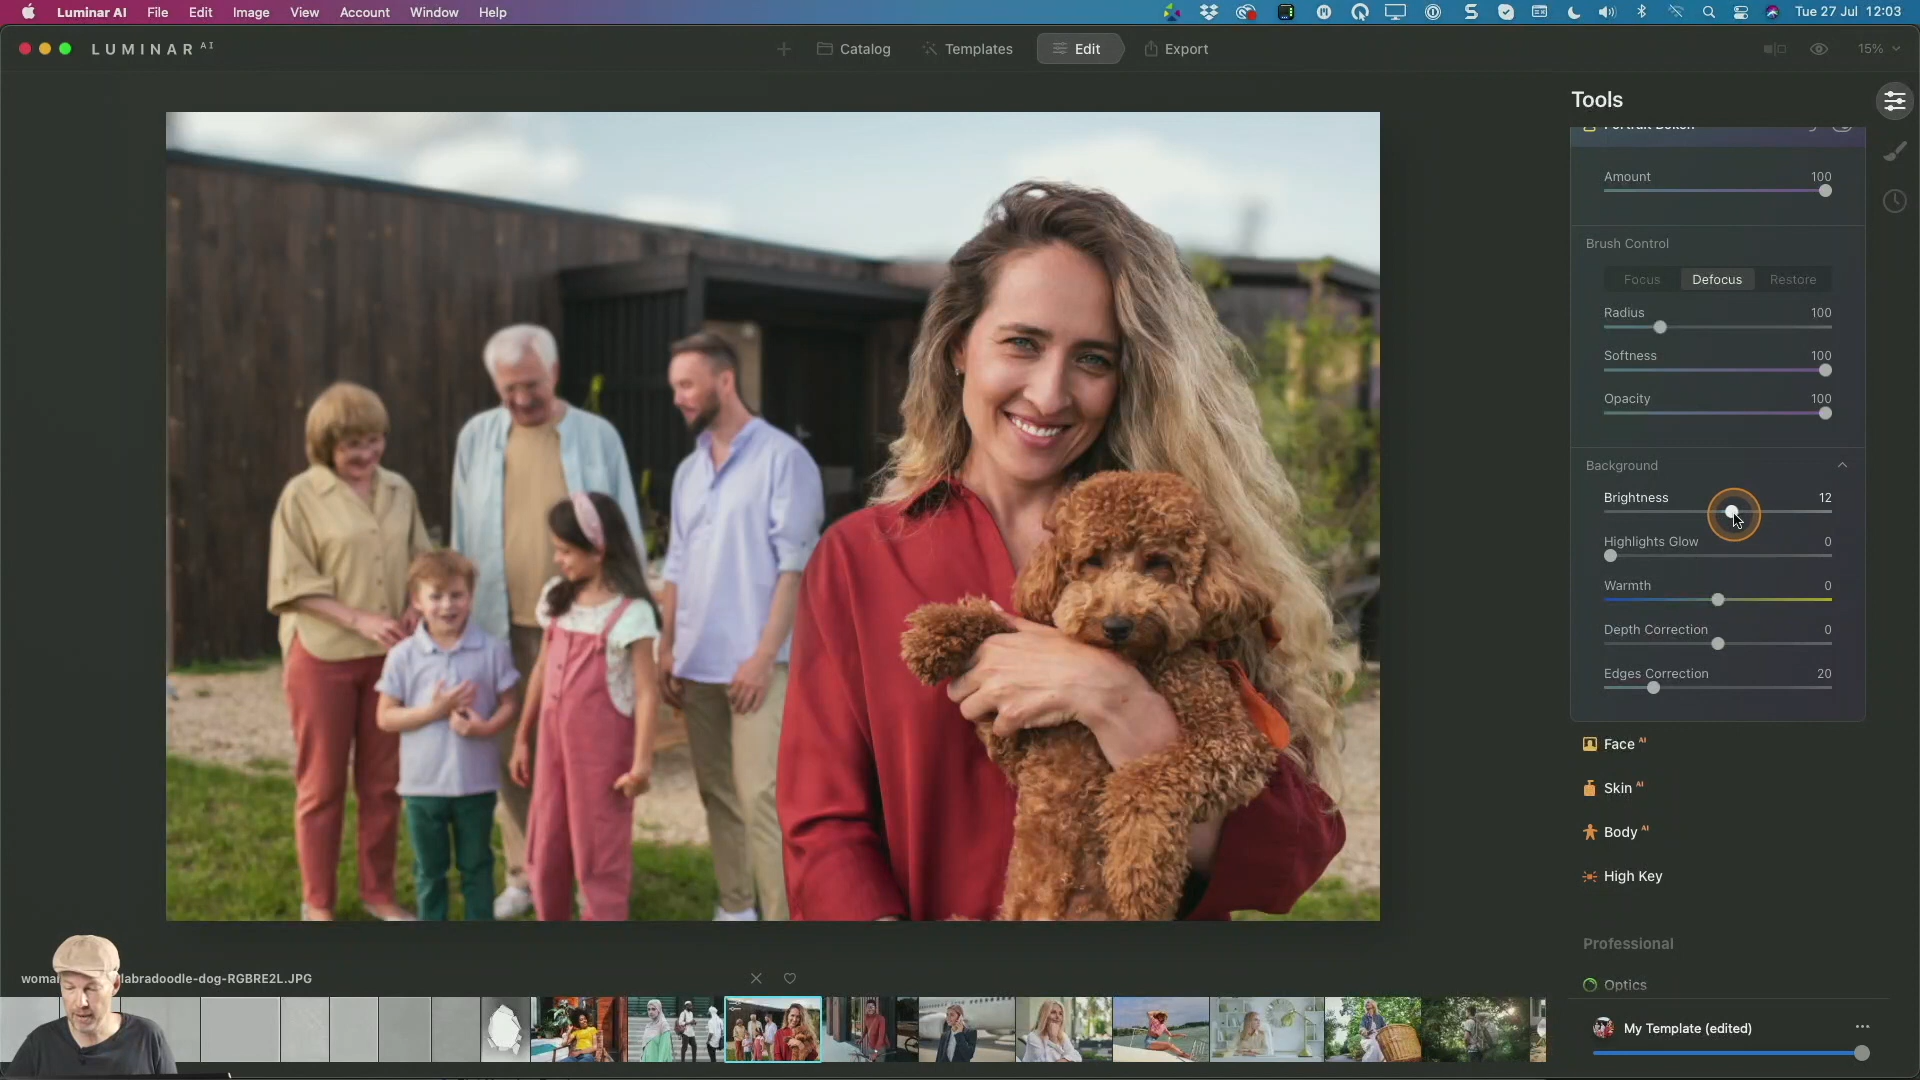 Luminar AI File Edit Image View Account Window Help
Tue 27 Jul 12:03
LUMINAR AI
Catalog Templates Edit Export
15%
Tools
Portrait Bokeh
Amount 100
Brush Control
Focus Defocus Restore
Radius 100
Softness 100
Opacity 100
Background
Brightness 12
Highlights Glow 0
Warmth 0
Depth Correction 0
Edges Correction 20
Face AI
Skin AI
Body AI
High Key
Professional
Optics
labradoodle-dog-RGBRE2L.JPG
My Template (edited)